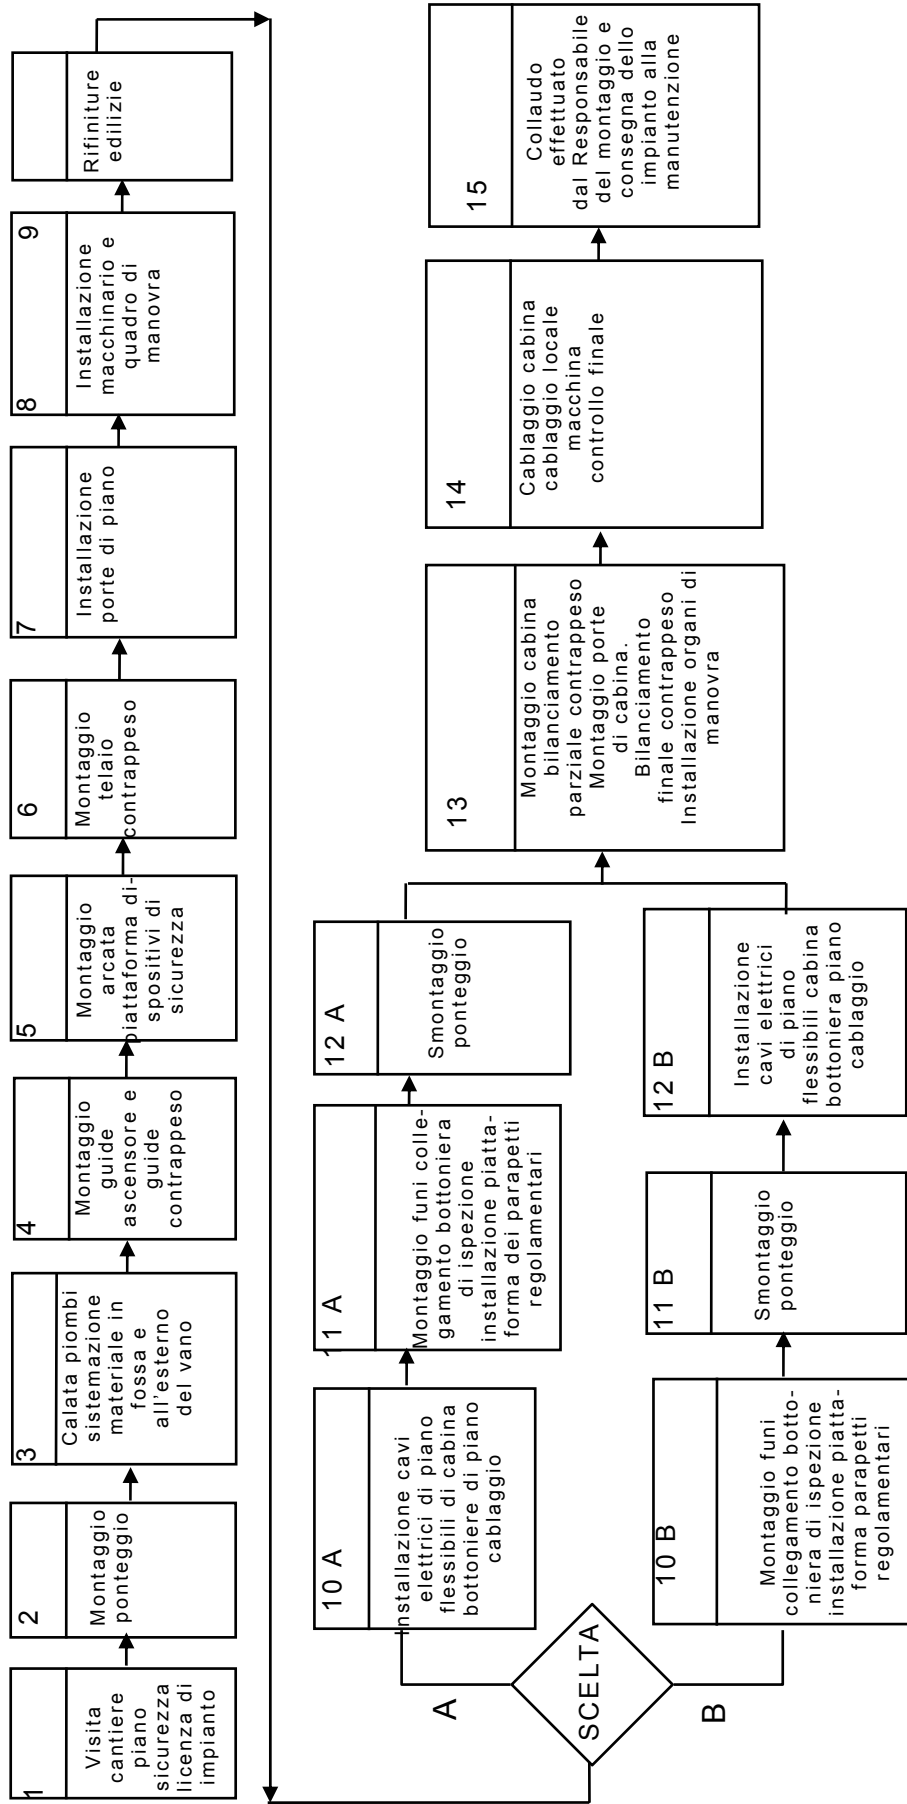 1
Visita
cantiere
piano
sicurezza
licenza di
impianto
2
Montaggio
ponteggio
3
Calata piombi
sistemazione
materiale in
fossa e
all'esterno
del vano
4
Montaggio
guide
ascensore e
guide
contrappeso
5
Montaggio
arcata
piattaforma di-
spositivi di
sicurezza
6
Montaggio
telaio
contrappeso
7
Installazione
porte di piano
8
9
Installazione
macchinario e
quadro di
manovra
Rifiniture
edilizie
SCELTA
A
B
10 A
Installazione cavi
elettrici di piano
flessibili di cabina
bottoniere di piano
cablaggio
11 A
Montaggio funi colle-
gamento bottoniera
di ispezione
installazione piatta-
forma dei parapetti
regolamentari
12 A
Smontaggio
ponteggio
10 B
Montaggio funi
collegamento botto-
niera di ispezione
installazione piatta-
forma parapetti
regolamentari
11 B
Smontaggio
ponteggio
12 B
Installazione
cavi elettrici
di piano
flessibili cabina
bottoniera piano
cablaggio
13
Montaggio cabina
bilanciamento
parziale contrappeso
Montaggio porte
di cabina.
Bilanciamento
finale contrappeso
Installazione organi di
manovra
14
Cablaggio cabina
cablaggio locale
macchina
controllo finale
15
Collaudo
effettuato
dal Responsabile
del montaggio e
consegna dello
impianto alla
manutenzione